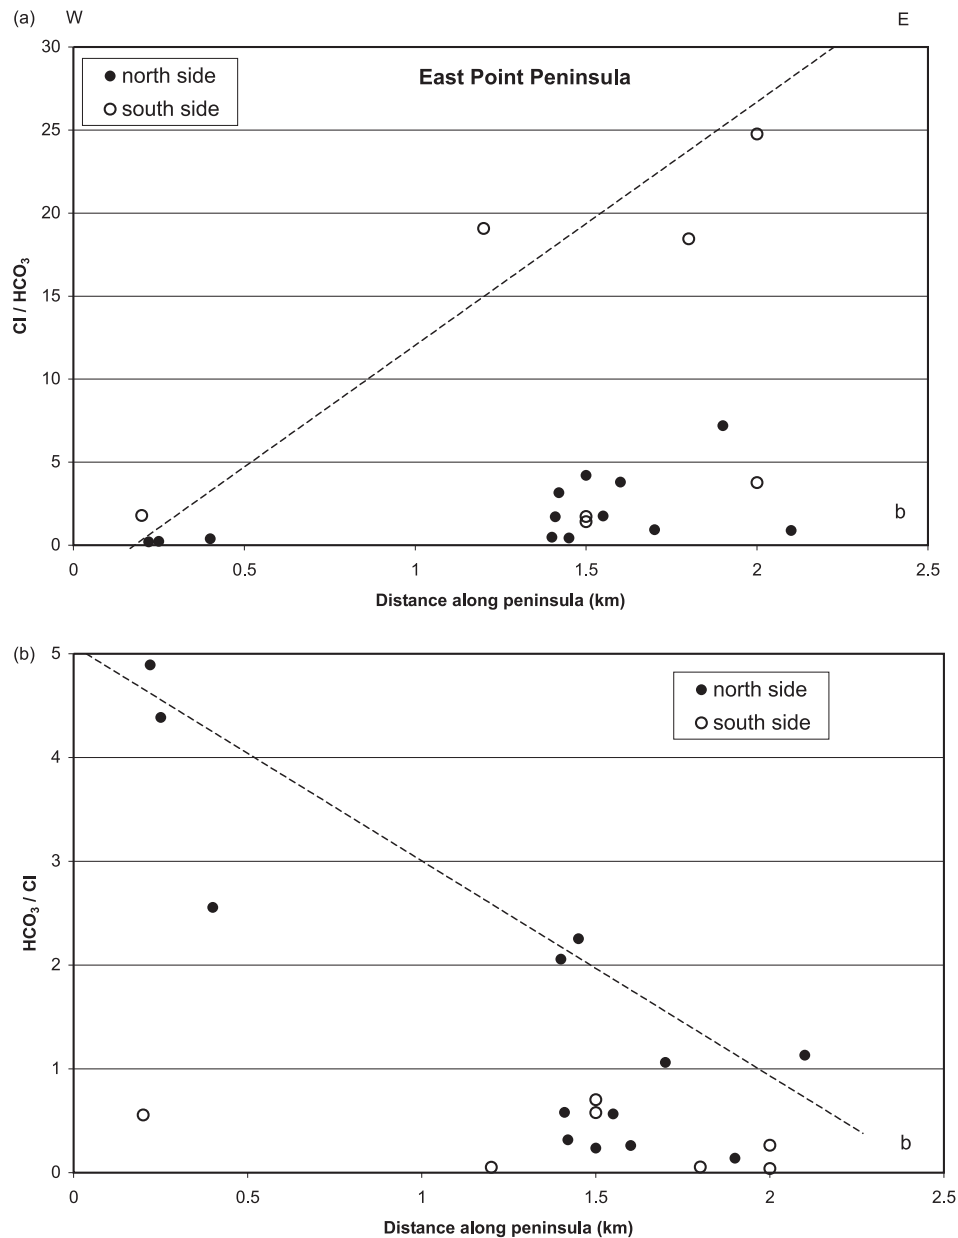 (a) W E
30
north side
south side
East Point Peninsula
25
20
15
10
5
0
Cl / HCO₃
b
0 0.5 1 1.5 2 2.5
Distance along peninsula (km)
(b)
5
north side
south side
4
3
2
1
0
HCO₃ / Cl
b
0 0.5 1 1.5 2 2.5
Distance along peninsula (km)